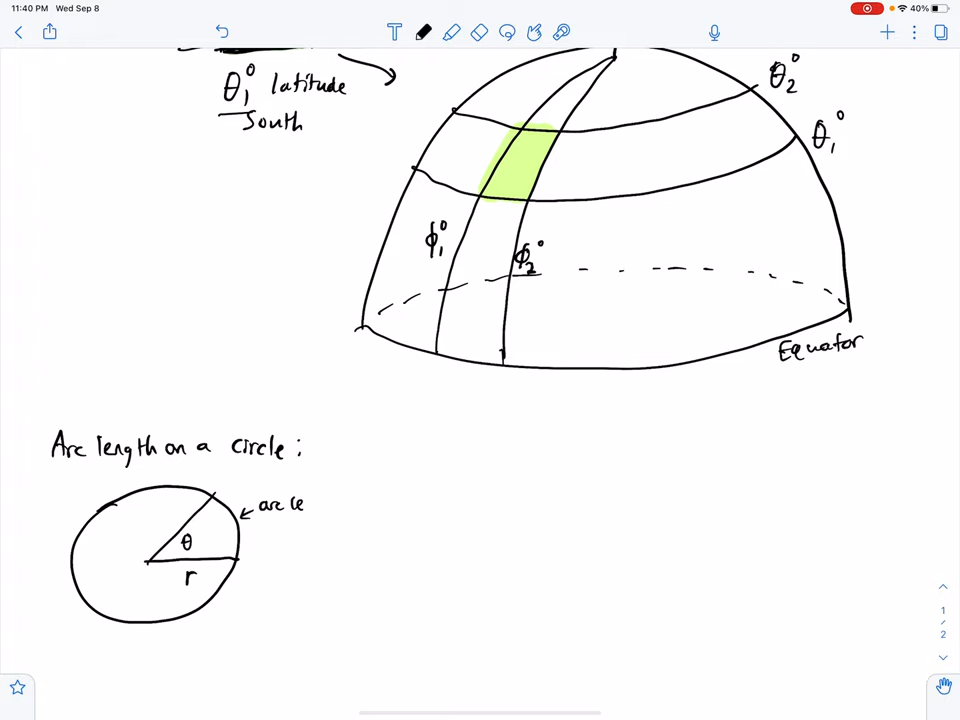 11:40 PM Wed Sep 8
40%
θ₁° latitude
South
θ₂°
θ₁°
ϕ₁°
ϕ₂°
Equator
Arc length on a circle:
arc le
θ
r
1
/
2